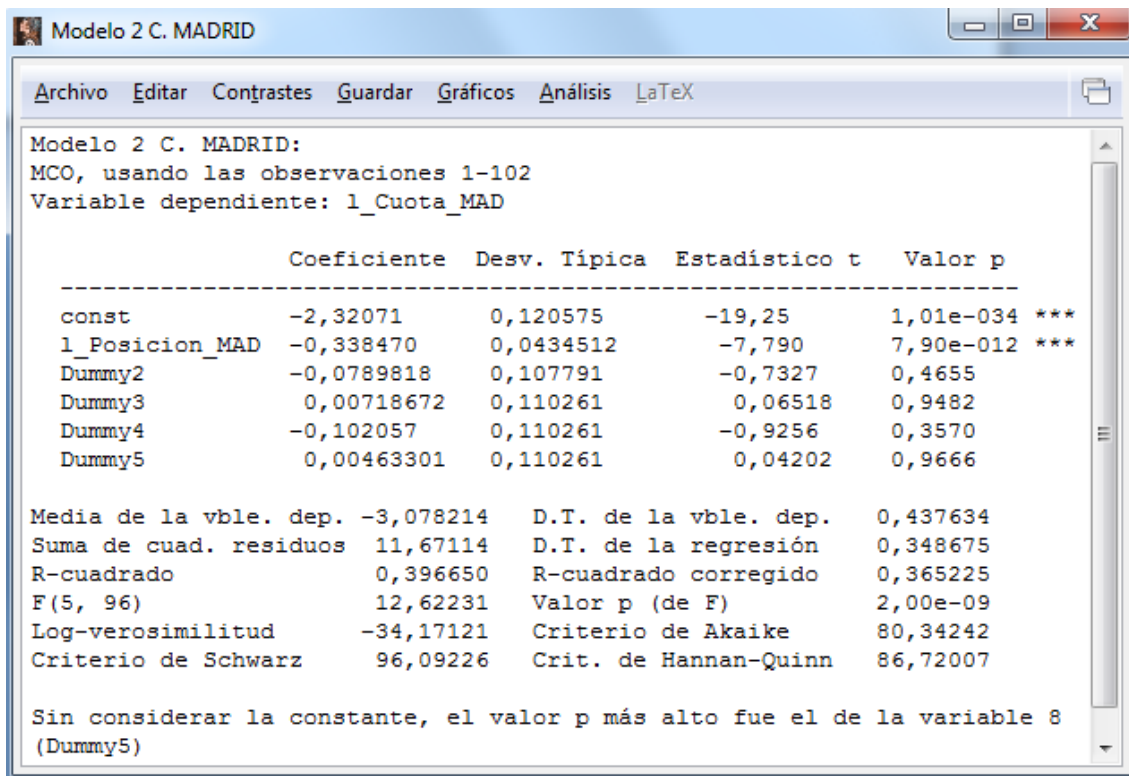 Modelo 2 C. MADRID
Archivo Editar Contrastes Guardar Gráficos Análisis LaTeX
Modelo 2 C. MADRID:
MCO, usando las observaciones 1-102
Variable dependiente: l_Cuota_MAD
Coeficiente Desv. Típica Estadístico t Valor p
const -2,32071 0,120575 -19,25 1,01e-034 ***
l_Posicion_MAD -0,338470 0,0434512 -7,790 7,90e-012 ***
Dummy2 -0,0789818 0,107791 -0,7327 0,4655
Dummy3 0,00718672 0,110261 0,06518 0,9482
Dummy4 -0,102057 0,110261 -0,9256 0,3570
Dummy5 0,00463301 0,110261 0,04202 0,9666
Media de la vble. dep. -3,078214 D.T. de la vble. dep. 0,437634
Suma de cuad. residuos 11,67114 D.T. de la regresión 0,348675
R-cuadrado 0,396650 R-cuadrado corregido 0,365225
F(5, 96) 12,62231 Valor p (de F) 2,00e-09
Log-verosimilitud -34,17121 Criterio de Akaike 80,34242
Criterio de Schwarz 96,09226 Crit. de Hannan-Quinn 86,72007
Sin considerar la constante, el valor p más alto fue el de la variable 8
(Dummy5)